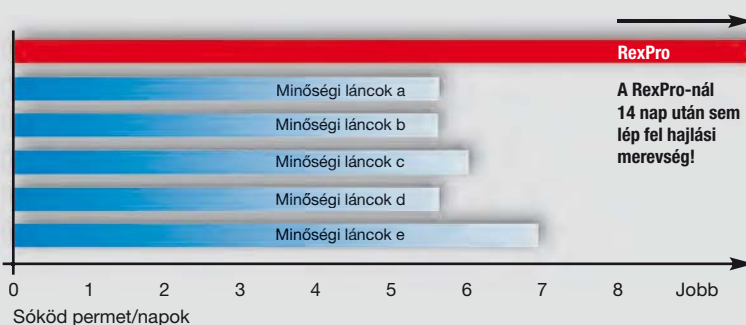 RexPro
Minőségi láncok a
Minőségi láncok b
Minőségi láncok c
Minőségi láncok d
Minőségi láncok e
A RexPro-nál
14 nap után sem
lép fel hajlási
merevség!
0 1 2 3 4 5 6 7 8 Jobb
Sóköd permet/napok